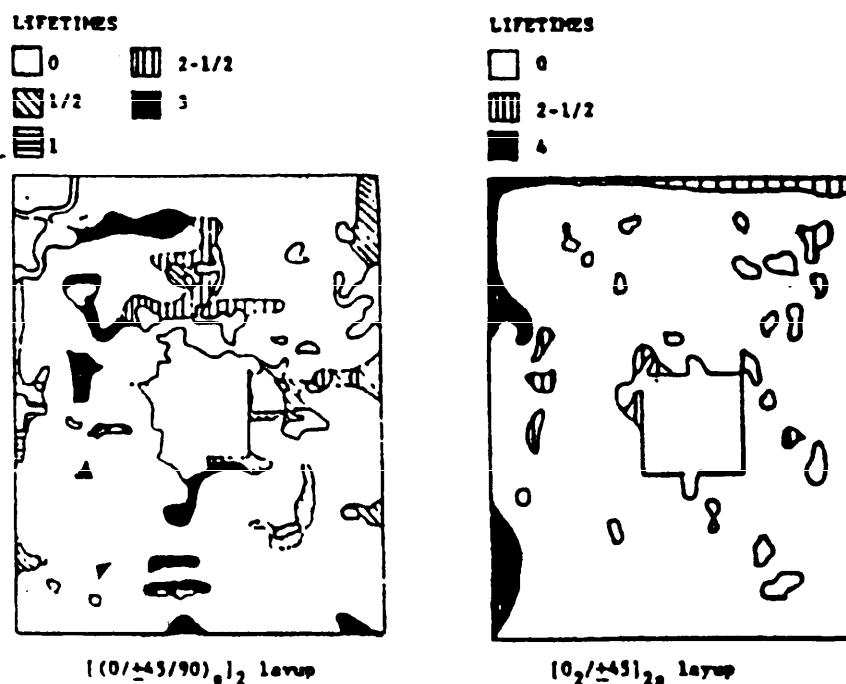 LIFETIMES
0
2-1/2
1/2
3
1
[(0/±45/90)s]2 layup
LIFETIMES
0
2-1/2
4
[O2/±45]2s layup